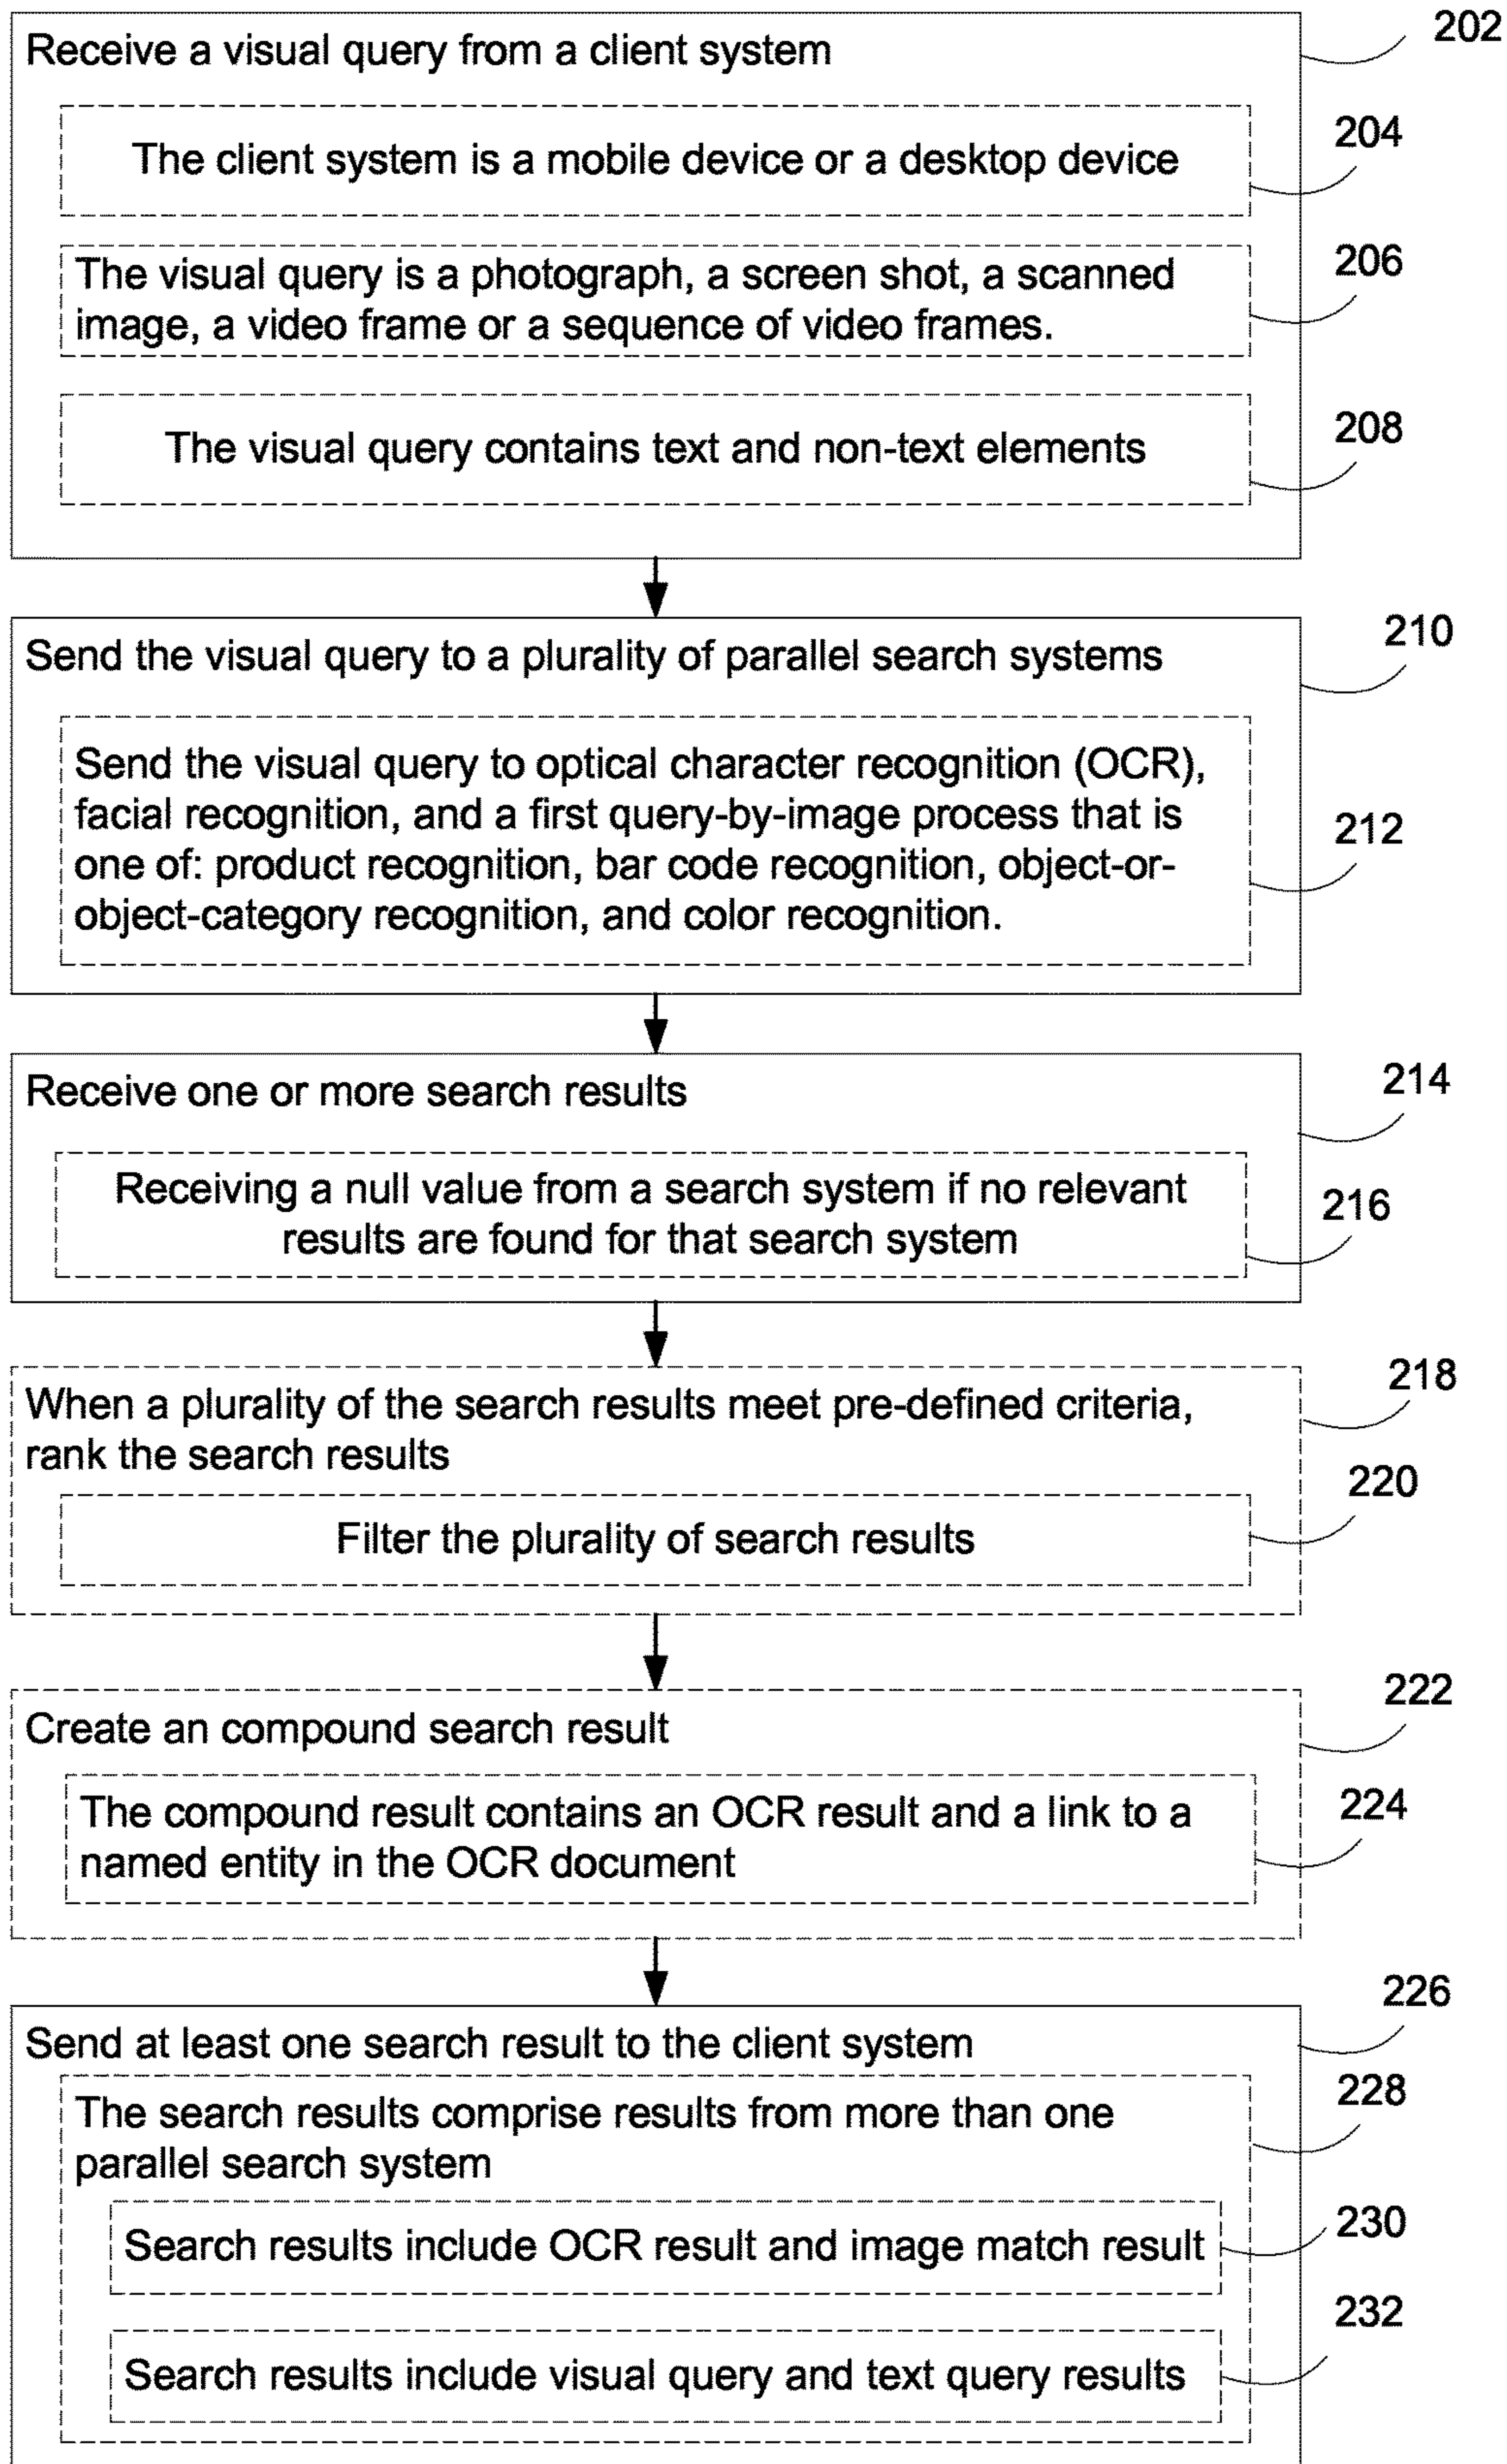 Receive a visual query from a client system
202
The client system is a mobile device or a desktop device
204
The visual query is a photograph, a screen shot, a scanned
image, a video frame or a sequence of video frames.
206
The visual query contains text and non-text elements
208
Send the visual query to a plurality of parallel search systems
210
Send the visual query to optical character recognition (OCR),
facial recognition, and a first query-by-image process that is
one of: product recognition, bar code recognition, object-or-
object-category recognition, and color recognition.
212
Receive one or more search results
214
Receiving a null value from a search system if no relevant
results are found for that search system
216
When a plurality of the search results meet pre-defined criteria,
rank the search results
218
Filter the plurality of search results
220
Create an compound search result
222
The compound result contains an OCR result and a link to a
named entity in the OCR document
224
Send at least one search result to the client system
226
The search results comprise results from more than one
parallel search system
228
Search results include OCR result and image match result
230
Search results include visual query and text query results
232